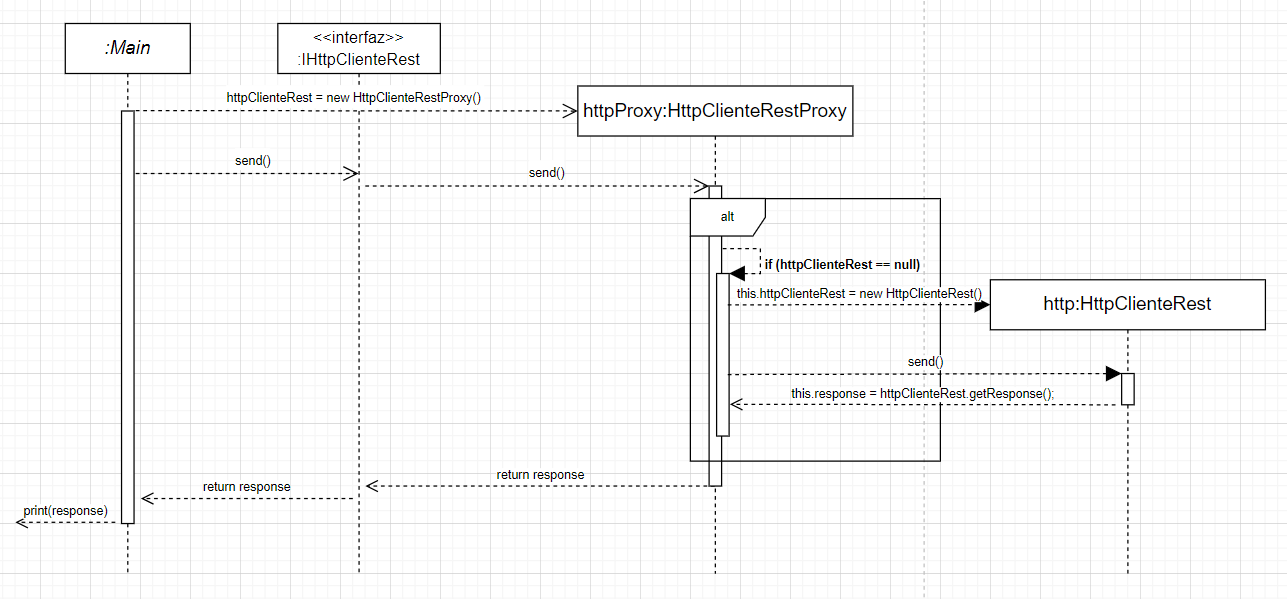 :Main
<<interfaz>>
:IHttpClienteRest
httpClienteRest = new HttpClienteRestProxy()
httpProxy:HttpClienteRestProxy
send()
send()
alt
if (httpClienteRest == null)
this.httpClienteRest = new HttpClienteRest()
http:HttpClienteRest
send()
this.response = httpClienteRest.getResponse();
return response
return response
print(response)